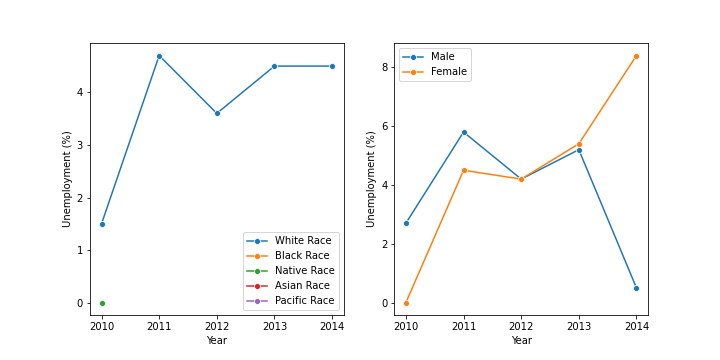 Unemployment (%)
4
3
2
1
0
2010 2011 2012 2013 2014
Year
White Race
Black Race
Native Race
Asian Race
Pacific Race
Unemployment (%)
8
6
4
2
0
2010 2011 2012 2013 2014
Year
Male
Female